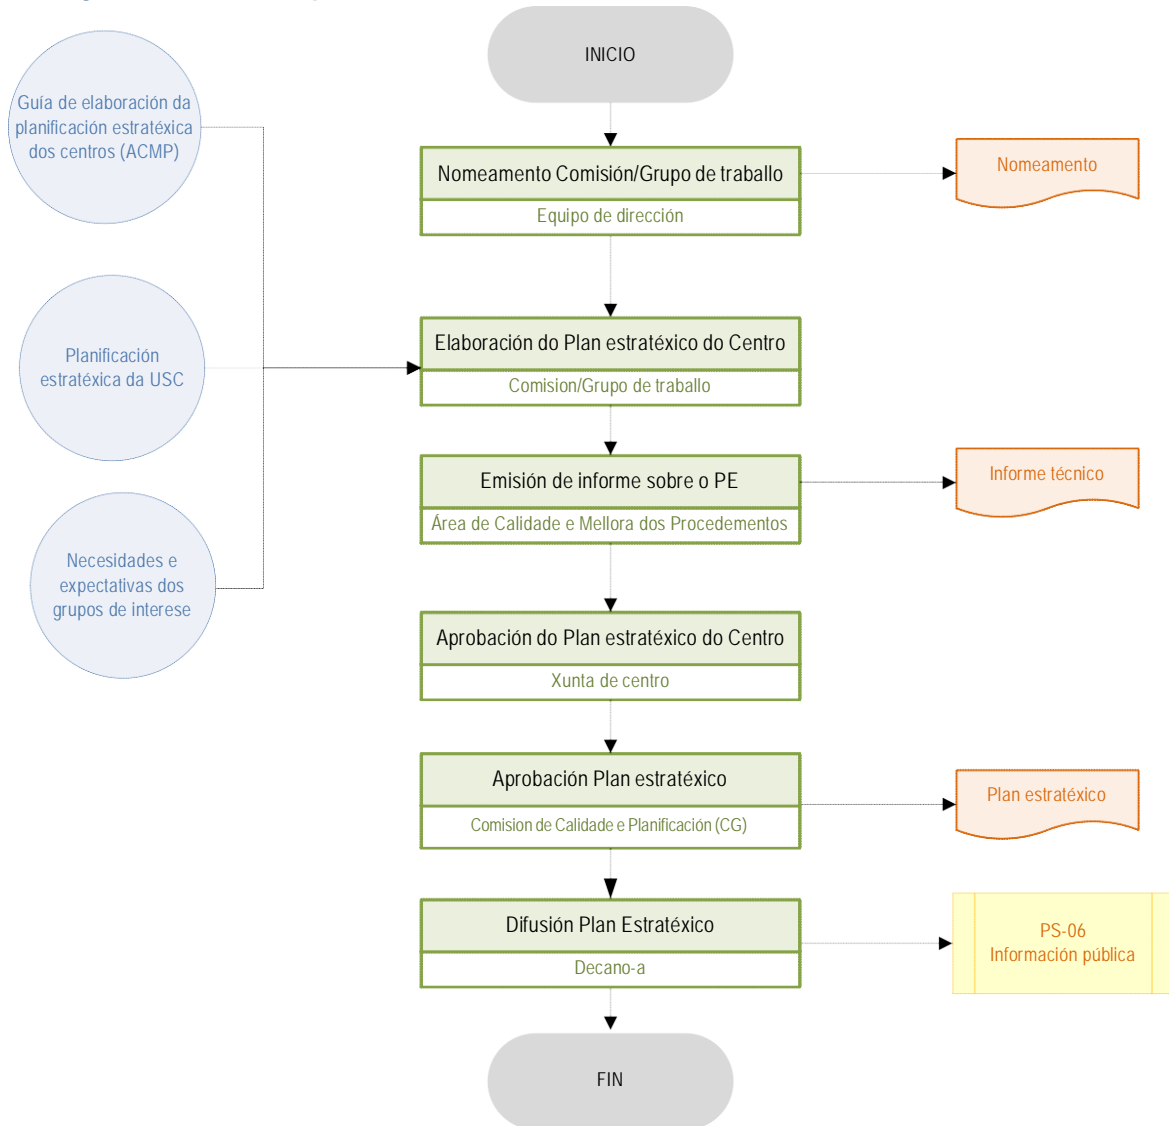 INICIO
Guía de elaboración da
planificación estratéxica
dos centros (ACMP)
Nomeamento Comisión/Grupo de traballo
Equipo de dirección
Nomeamento
Planificación
estratéxica da USC
Elaboración do Plan estratéxico do Centro
Comision/Grupo de traballo
Emisión de informe sobre o PE
Área de Calidade e Mellora dos Procedementos
Informe técnico
Necesidades e
expectativas dos
grupos de interese
Aprobación do Plan estratéxico do Centro
Xunta de centro
Aprobación Plan estratéxico
Comision de Calidade e Planificación (CG)
Plan estratéxico
Difusión Plan Estratéxico
Decano-a
PS-06
Información pública
FIN